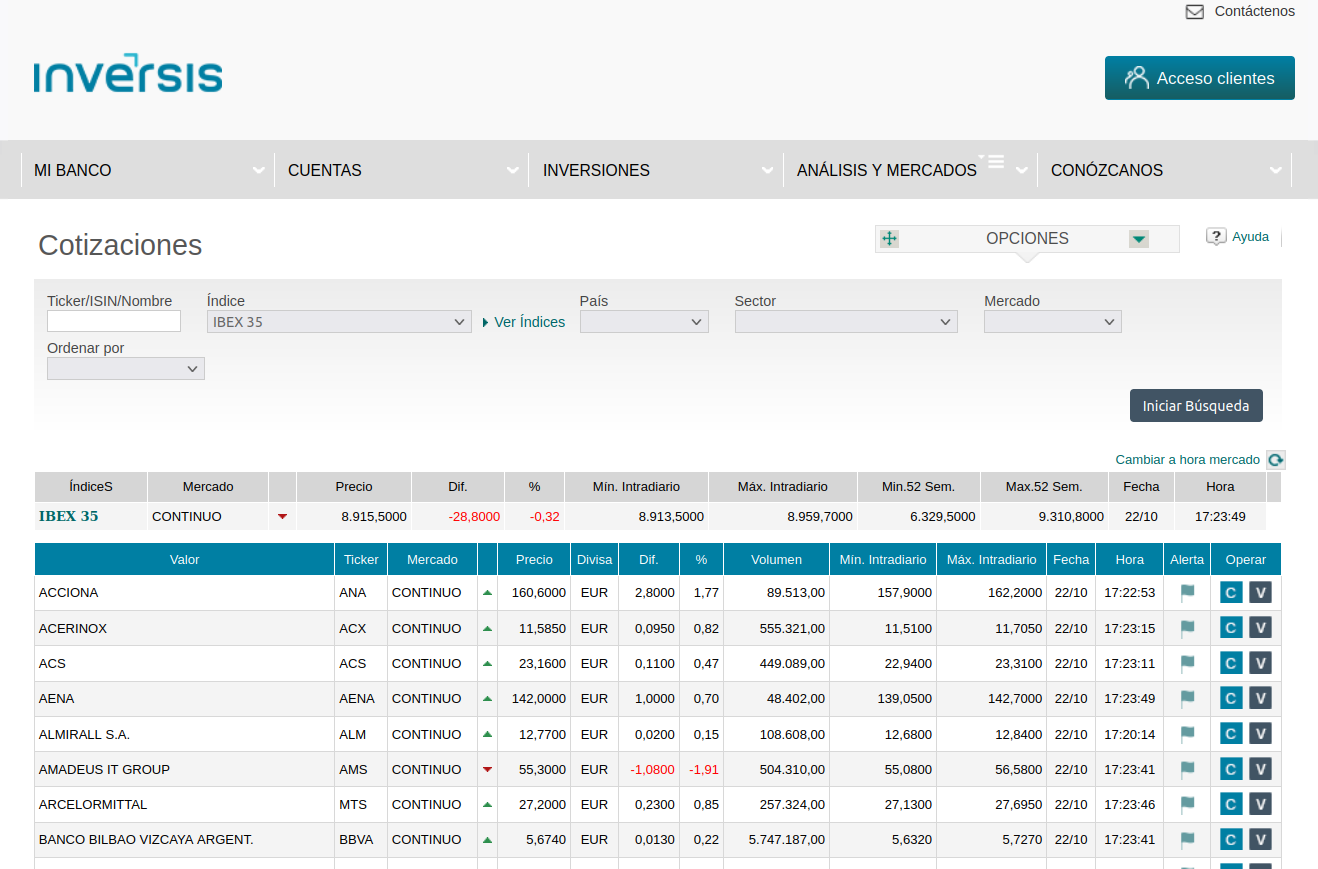 Contáctenos
inversis
Acceso clientes
MI BANCO CUENTAS INVERSIONES ANÁLISIS Y MERCADOS CONÓZCANOS
Cotizaciones
OPCIONES
? Ayuda
Ticker/ISIN/Nombre Índice País Sector Mercado
IBEX 35 Ver Índices
Ordenar por
Iniciar Búsqueda
Cambiar a hora mercado
ÍndiceS Mercado Precio Dif. % Mín. Intradiario Máx. Intradiario Min.52 Sem. Max.52 Sem. Fecha Hora
IBEX 35 CONTINUO 8.915,5000 -28,8000 -0,32 8.913,5000 8.959,7000 6.329,5000 9.310,8000 22/10 17:23:49
Valor Ticker Mercado Precio Divisa Dif. % Volumen Mín. Intradiario Máx. Intradiario Fecha Hora Alerta Operar
ACCIONA ANA CONTINUO 160,6000 EUR 2,8000 1,77 89.513,00 157,9000 162,2000 22/10 17:22:53 C V
ACERINOX ACX CONTINUO 11,5850 EUR 0,0950 0,82 555.321,00 11,5100 11,7050 22/10 17:23:15 C V
ACS ACS CONTINUO 23,1600 EUR 0,1100 0,47 449.089,00 22,9400 23,3100 22/10 17:23:11 C V
AENA AENA CONTINUO 142,0000 EUR 1,0000 0,70 48.402,00 139,0500 142,7000 22/10 17:23:49 C V
ALMIRALL S.A. ALM CONTINUO 12,7700 EUR 0,0200 0,15 108.608,00 12,6800 12,8400 22/10 17:20:14 C V
AMADEUS IT GROUP AMS CONTINUO 55,3000 EUR -1,0800 -1,91 504.310,00 55,0800 56,5800 22/10 17:23:41 C V
ARCELORMITTAL MTS CONTINUO 27,2000 EUR 0,2300 0,85 257.324,00 27,1300 27,6950 22/10 17:23:46 C V
BANCO BILBAO VIZCAYA ARGENT. BBVA CONTINUO 5,6740 EUR 0,0130 0,22 5.747.187,00 5,6320 5,7270 22/10 17:23:41 C V